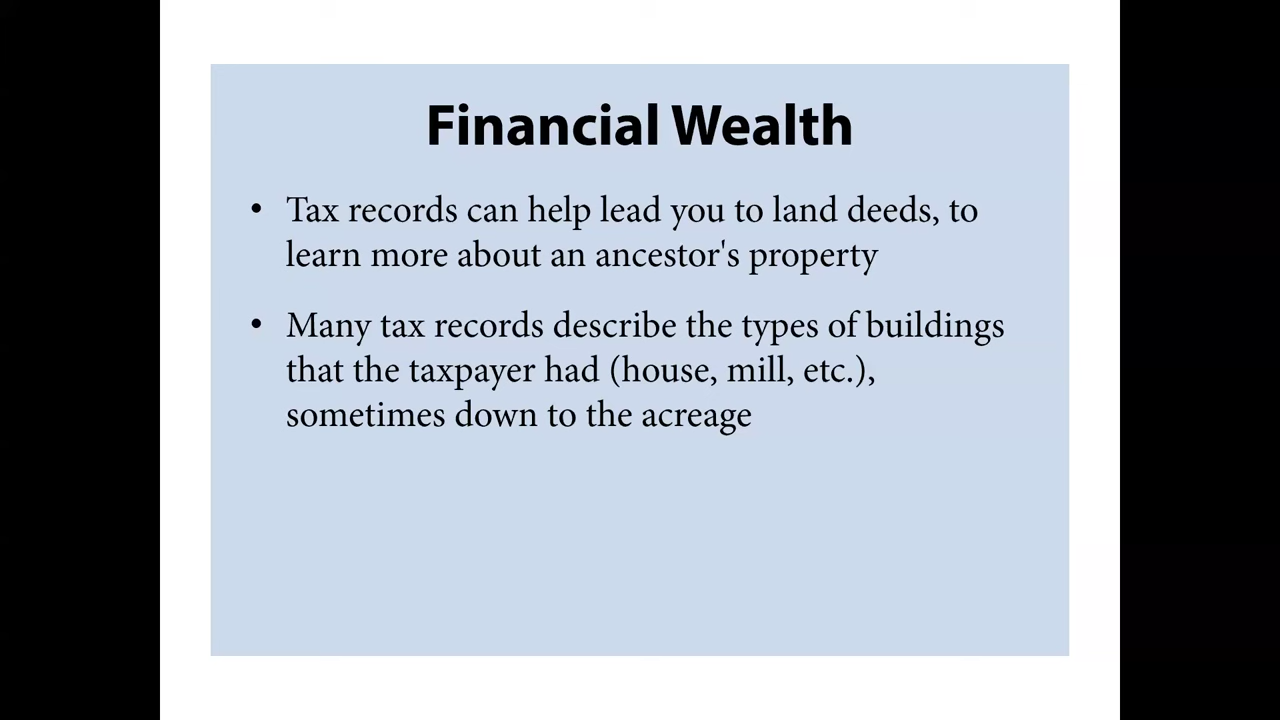 Financial Wealth
• Tax records can help lead you to land deeds, to
learn more about an ancestor's property
• Many tax records describe the types of buildings
that the taxpayer had (house, mill, etc.),
sometimes down to the acreage